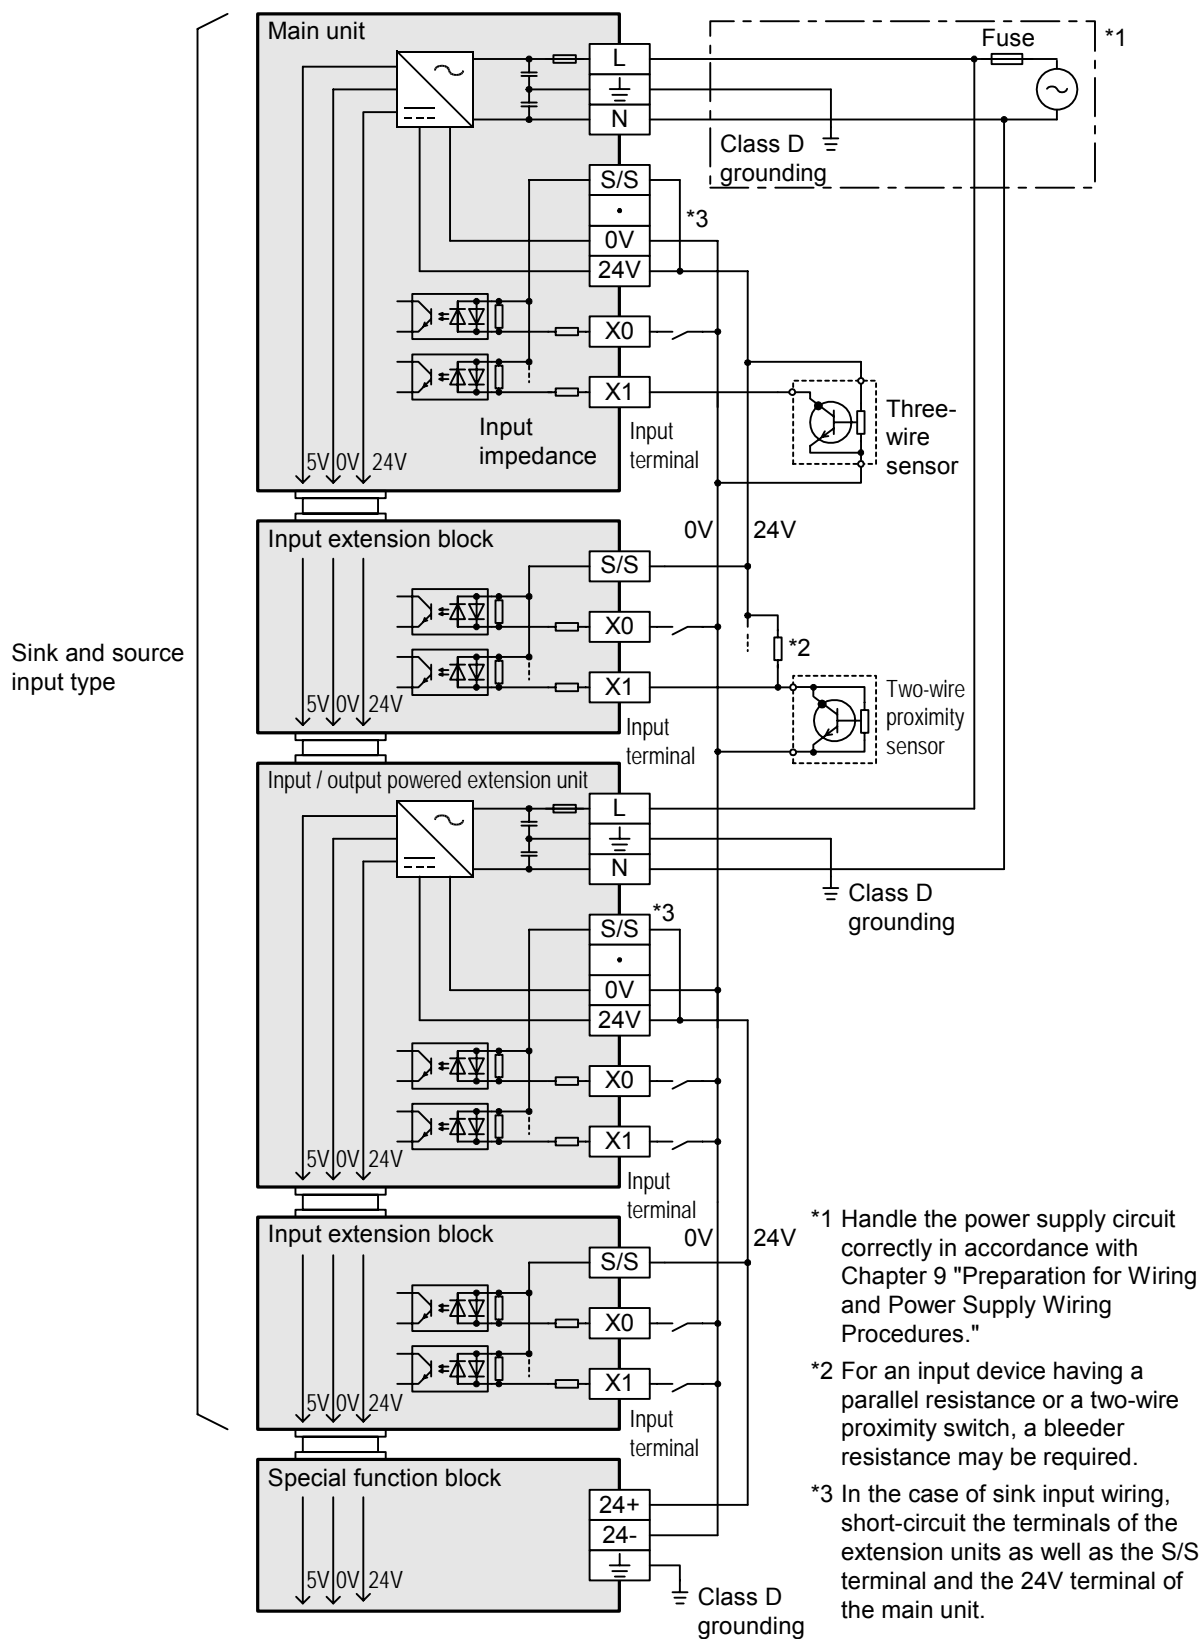 Main unit
L
N
Fuse
*1
Class D
grounding
S/S
•
0V
24V
*3
X0
X1
Input
impedance
Input
terminal
Three-
wire
sensor
5V 0V 24V
0V 24V
Input extension block
S/S
X0
X1
*2
Two-wire
proximity
sensor
5V 0V 24V
Input
terminal
Sink and source
input type
Input / output powered extension unit
L
N
Class D
grounding
S/S
*3
•
0V
24V
X0
X1
5V 0V 24V
Input
terminal
0V 24V
Input extension block
S/S
X0
X1
5V 0V 24V
Input
terminal
Special function block
24+
24-
5V 0V 24V
Class D
grounding
*1 Handle the power supply circuit
correctly in accordance with
Chapter 9 "Preparation for Wiring
and Power Supply Wiring
Procedures."
*2 For an input device having a
parallel resistance or a two-wire
proximity switch, a bleeder
resistance may be required.
*3 In the case of sink input wiring,
short-circuit the terminals of the
extension units as well as the S/S
terminal and the 24V terminal of
the main unit.